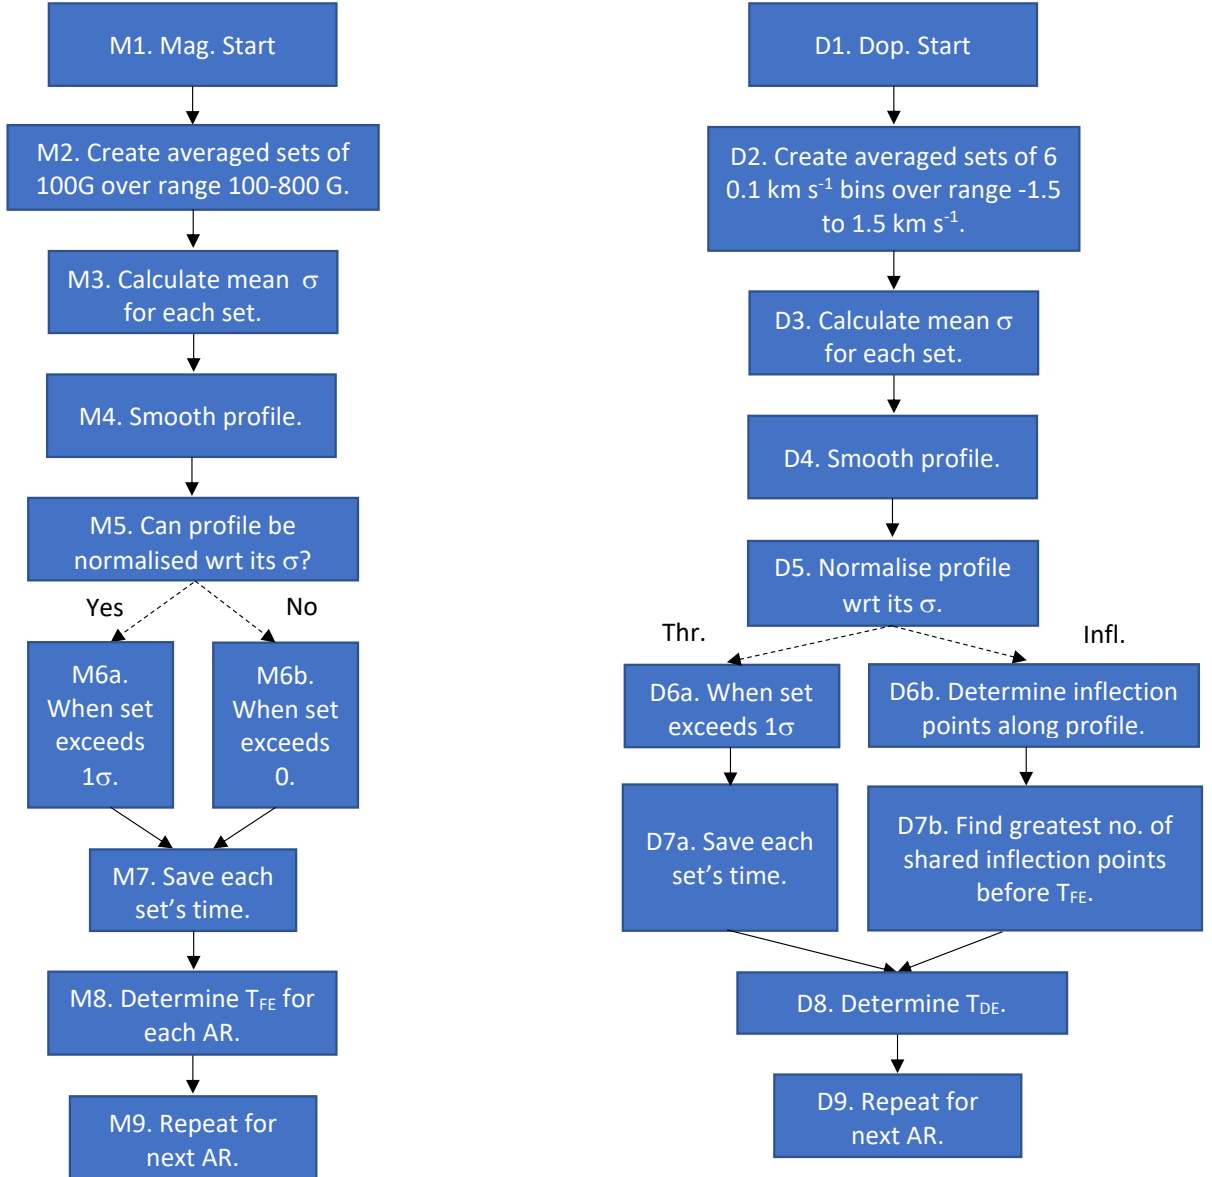 M1. Mag. Start
M2. Create averaged sets of
100G over range 100-800 G.
M3. Calculate mean σ
for each set.
M4. Smooth profile.
M5. Can profile be
normalised wrt its σ?
Yes
No
M6a.
When set
exceeds
1σ.
M6b.
When set
exceeds
0.
M7. Save each
set’s time.
M8. Determine T_FE for
each AR.
M9. Repeat for
next AR.
D1. Dop. Start
D2. Create averaged sets of 6
0.1 km s⁻¹ bins over range -1.5
to 1.5 km s⁻¹.
D3. Calculate mean σ
for each set.
D4. Smooth profile.
D5. Normalise profile
wrt its σ.
Thr.
Infl.
D6a. When set
exceeds 1σ
D6b. Determine inflection
points along profile.
D7a. Save each
set’s time.
D7b. Find greatest no. of
shared inflection points
before T_FE.
D8. Determine T_DE.
D9. Repeat for
next AR.